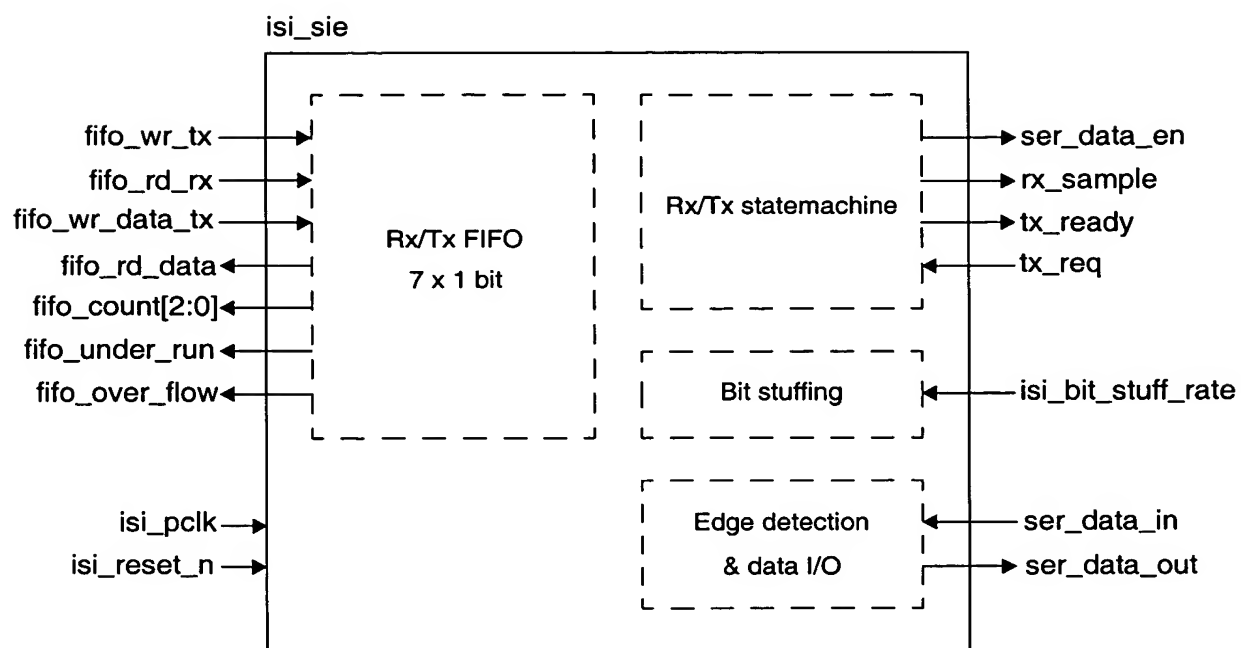 isi_sie
fifo_wr_tx
fifo_rd_rx
fifo_wr_data_tx
fifo_rd_data
fifo_count[2:0]
fifo_under_run
fifo_over_flow
isi_pclk
isi_reset_n
Rx/Tx FIFO
7 x 1 bit
Rx/Tx statemachine
Bit stuffing
Edge detection
& data I/O
ser_data_en
rx_sample
tx_ready
tx_req
isi_bit_stuff_rate
ser_data_in
ser_data_out